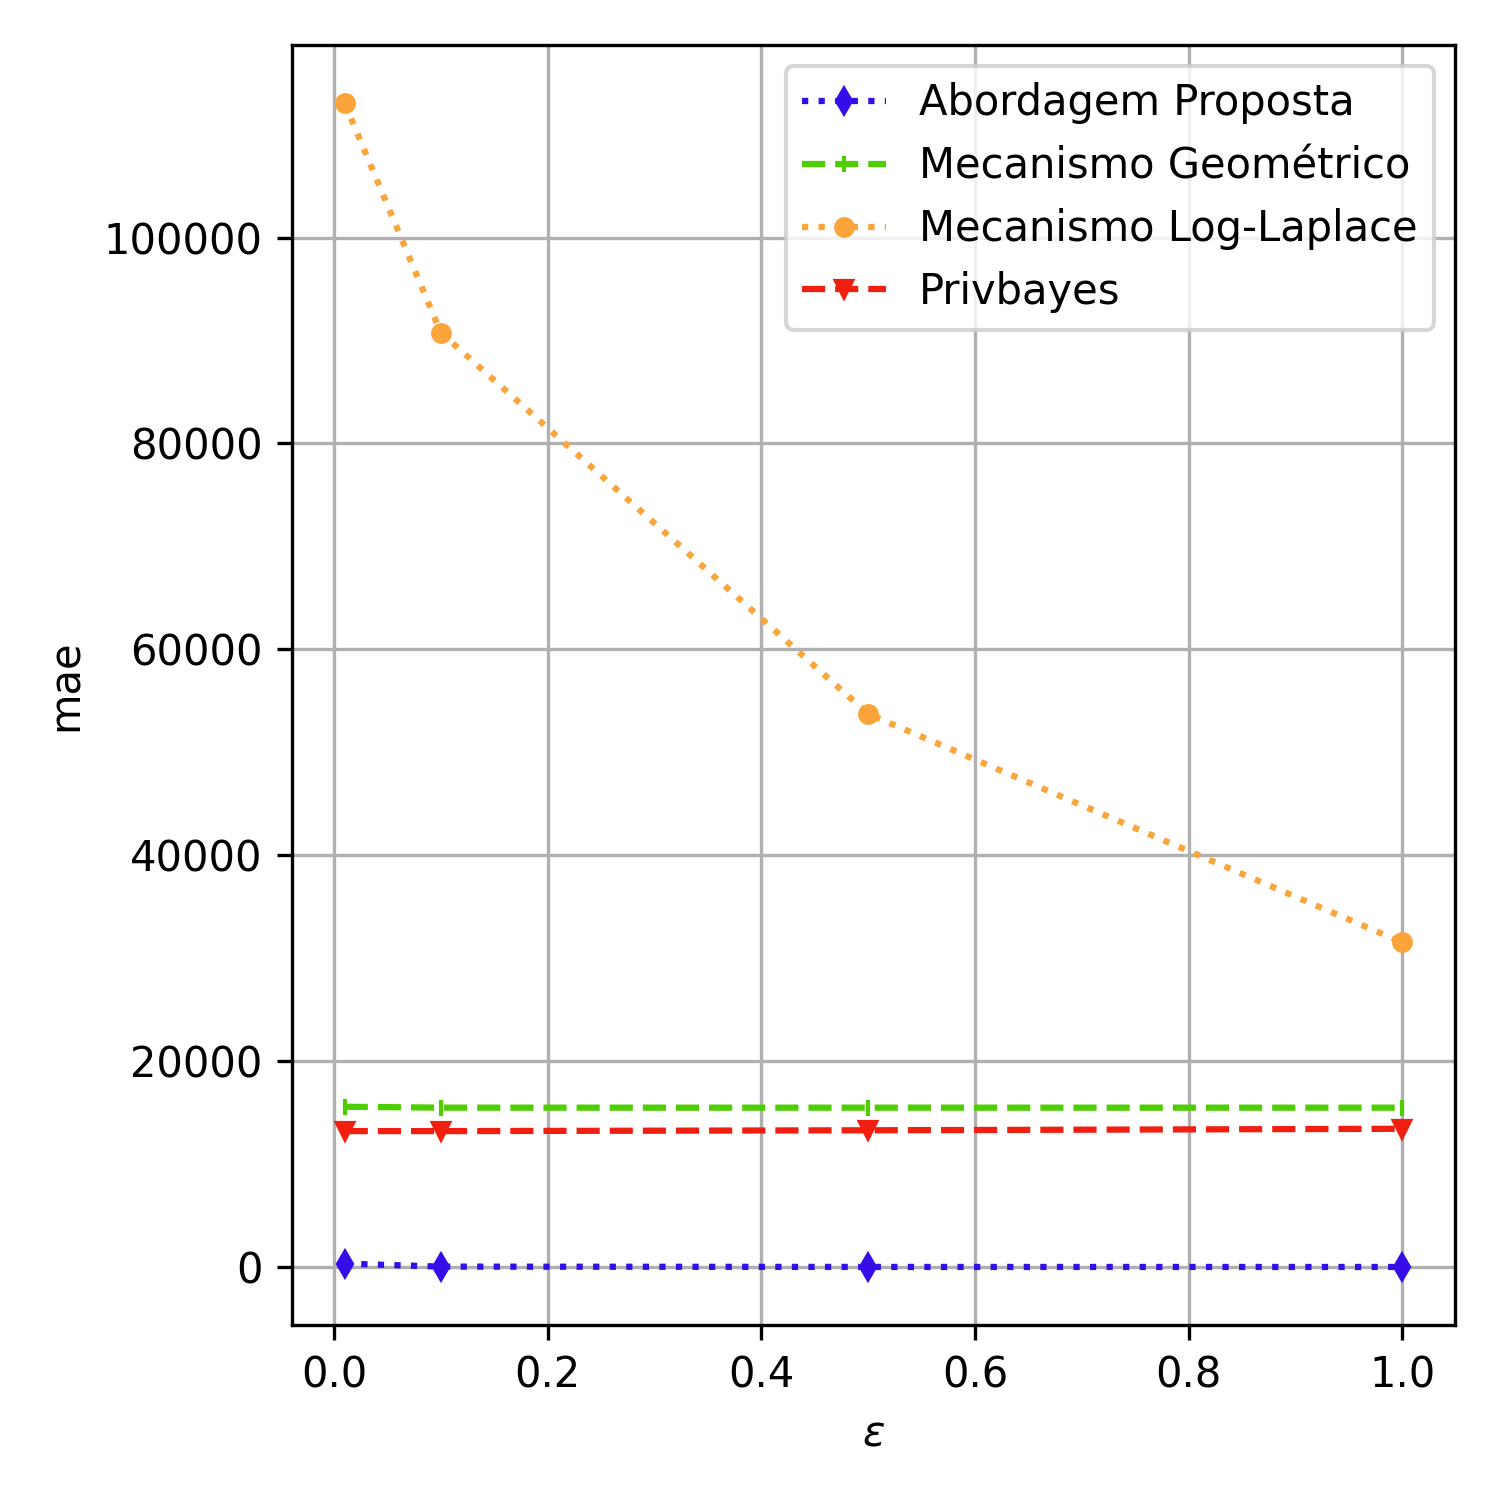 Abordagem Proposta
Mecanismo Geométrico
Mecanismo Log-Laplace
Privbayes
100000
80000
60000
40000
20000
0
mae
0.0 0.2 0.4 0.6 0.8 1.0
ε